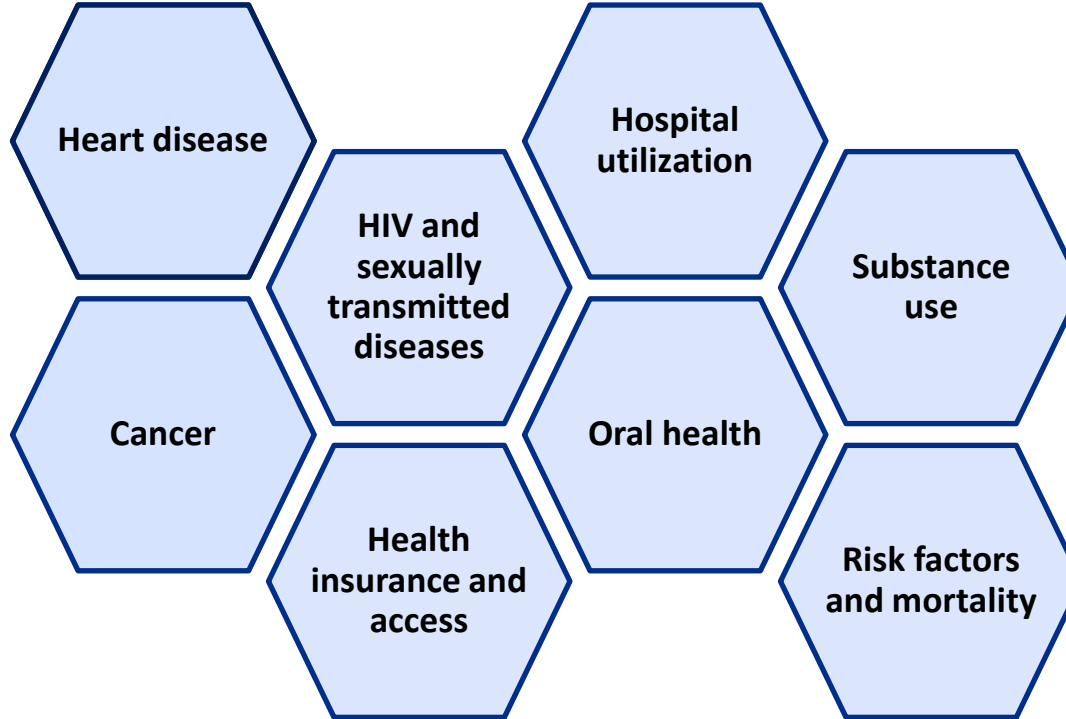 Heart disease
Hospital
utilization
HIV and
sexually
transmitted
diseases
Substance
use
Cancer
Oral health
Health
insurance and
access
Risk factors
and mortality